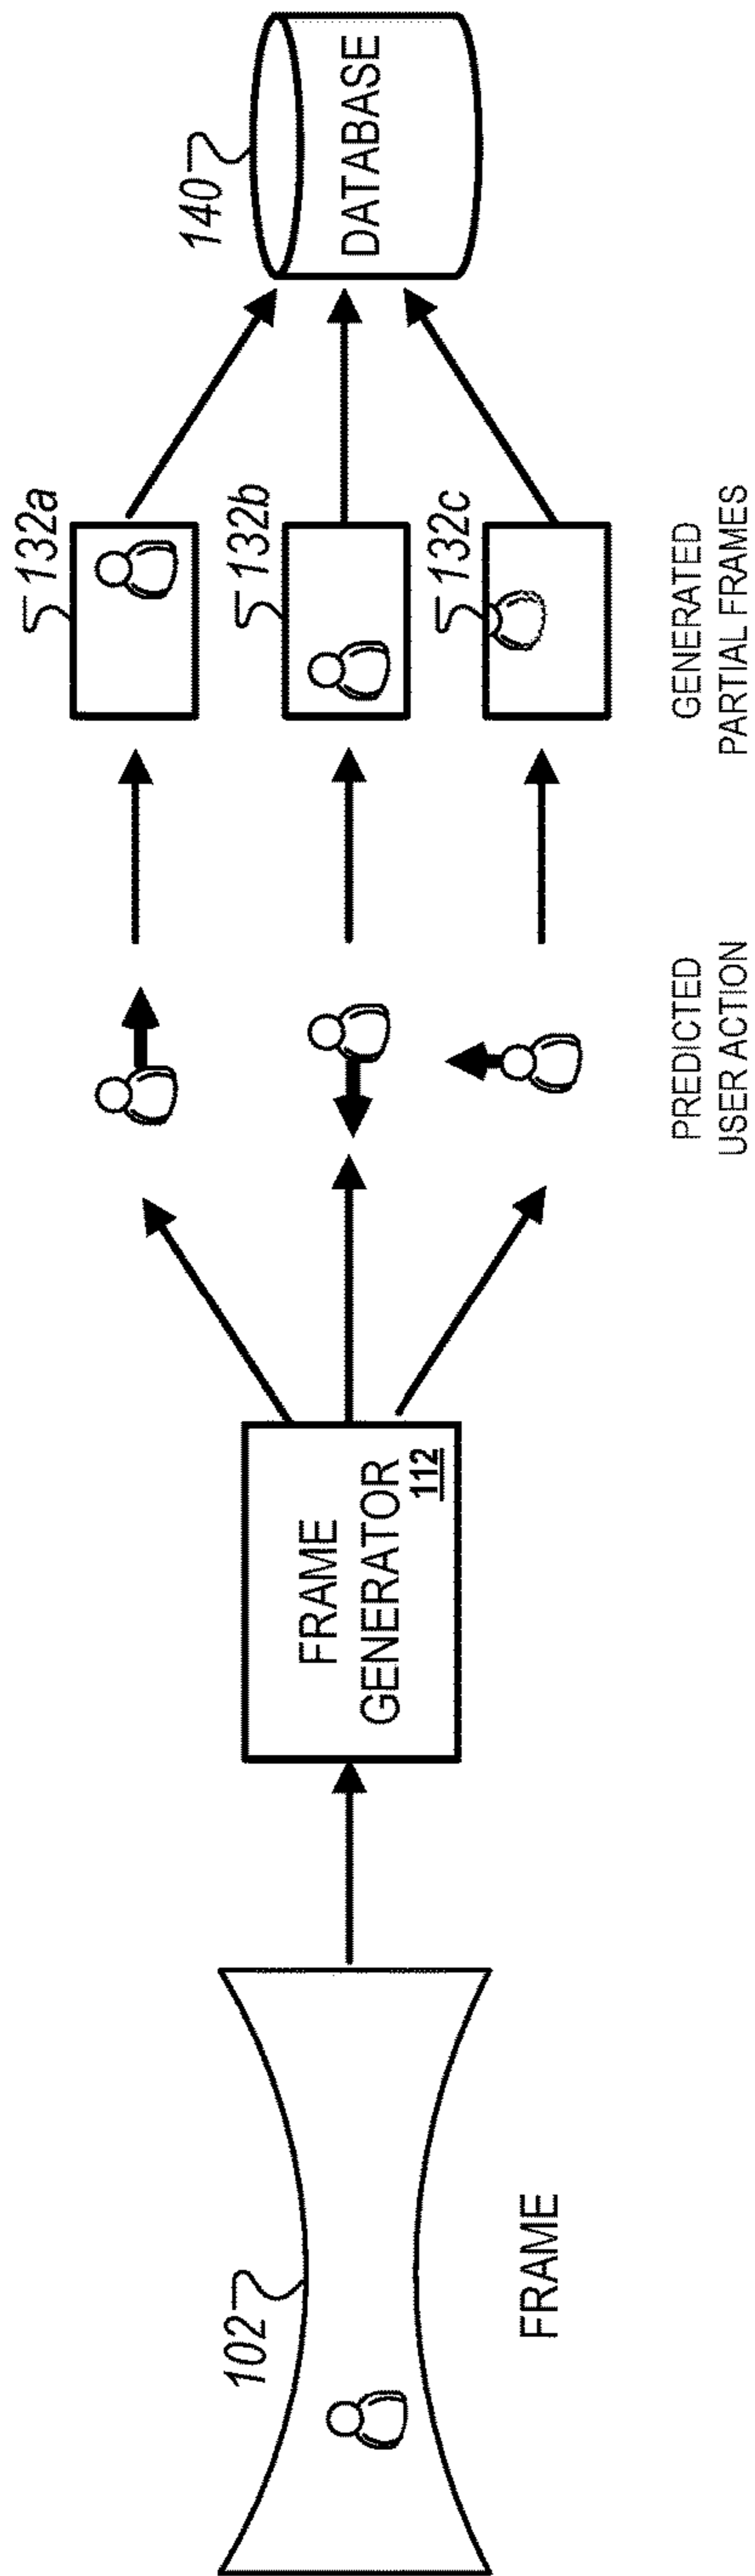 102
FRAME
FRAME
GENERATOR
112
PREDICTED
USER ACTION
132a
132b
132c
GENERATED
PARTIAL FRAMES
140
DATABASE